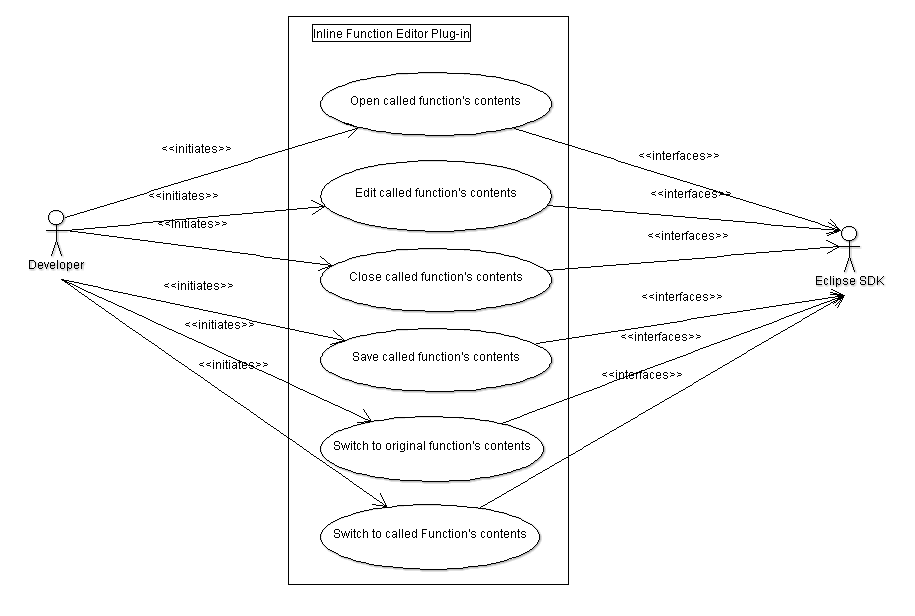 Inline Function Editor Plug-in
Open called function's contents
<<initiates>>
<<interfaces>>
Edit called function's contents
<<initiates>>
<<interfaces>>
<<initiates>>
<<interfaces>>
Developer
Close called function's contents
Eclipse SDK
<<initiates>>
<<interfaces>>
<<initiates>>
<<interfaces>>
Save called function's contents
<<initiates>>
<<interfaces>>
Switch to original function's contents
Switch to called Function's contents